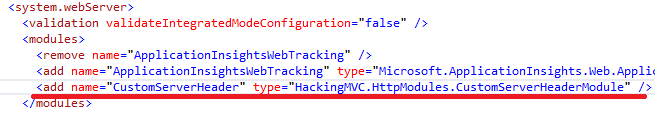 <system.webServer>
<validation validateIntegratedModeConfiguration="false" />
<modules>
<remove name="ApplicationInsightsWebTracking" />
<add name="ApplicationInsightsWebTracking" type="Microsoft.ApplicationInsights.Web.Applic
<add name="CustomServerHeader" type="HackingMVC.HttpModules.CustomServerHeaderModule" />
</modules>